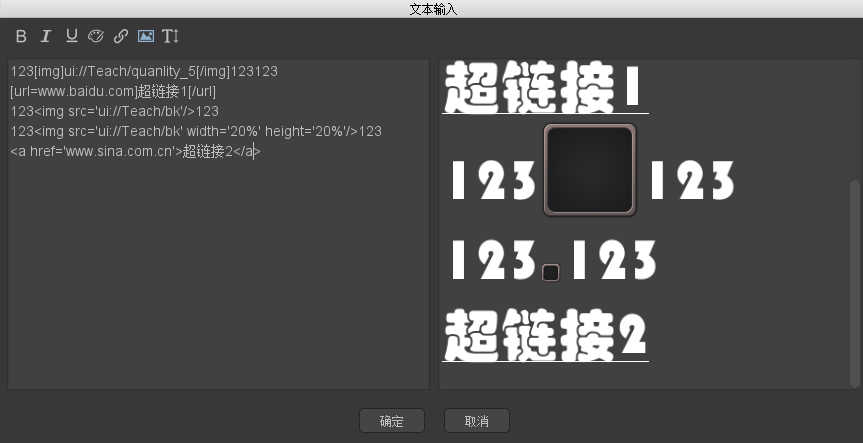 文本输入
B I U T
123[img]ui://Teach/quanlity_5[/img]123123
[url=www.baidu.com]超链接1[/url]
123<img src='ui://Teach/bk'/>123
123<img src='ui://Teach/bk' width='20%' height='20%'/>123
<a href='www.sina.com.cn'>超链接2</a>
超链接1
123 123
123 123
超链接2
确定 取消